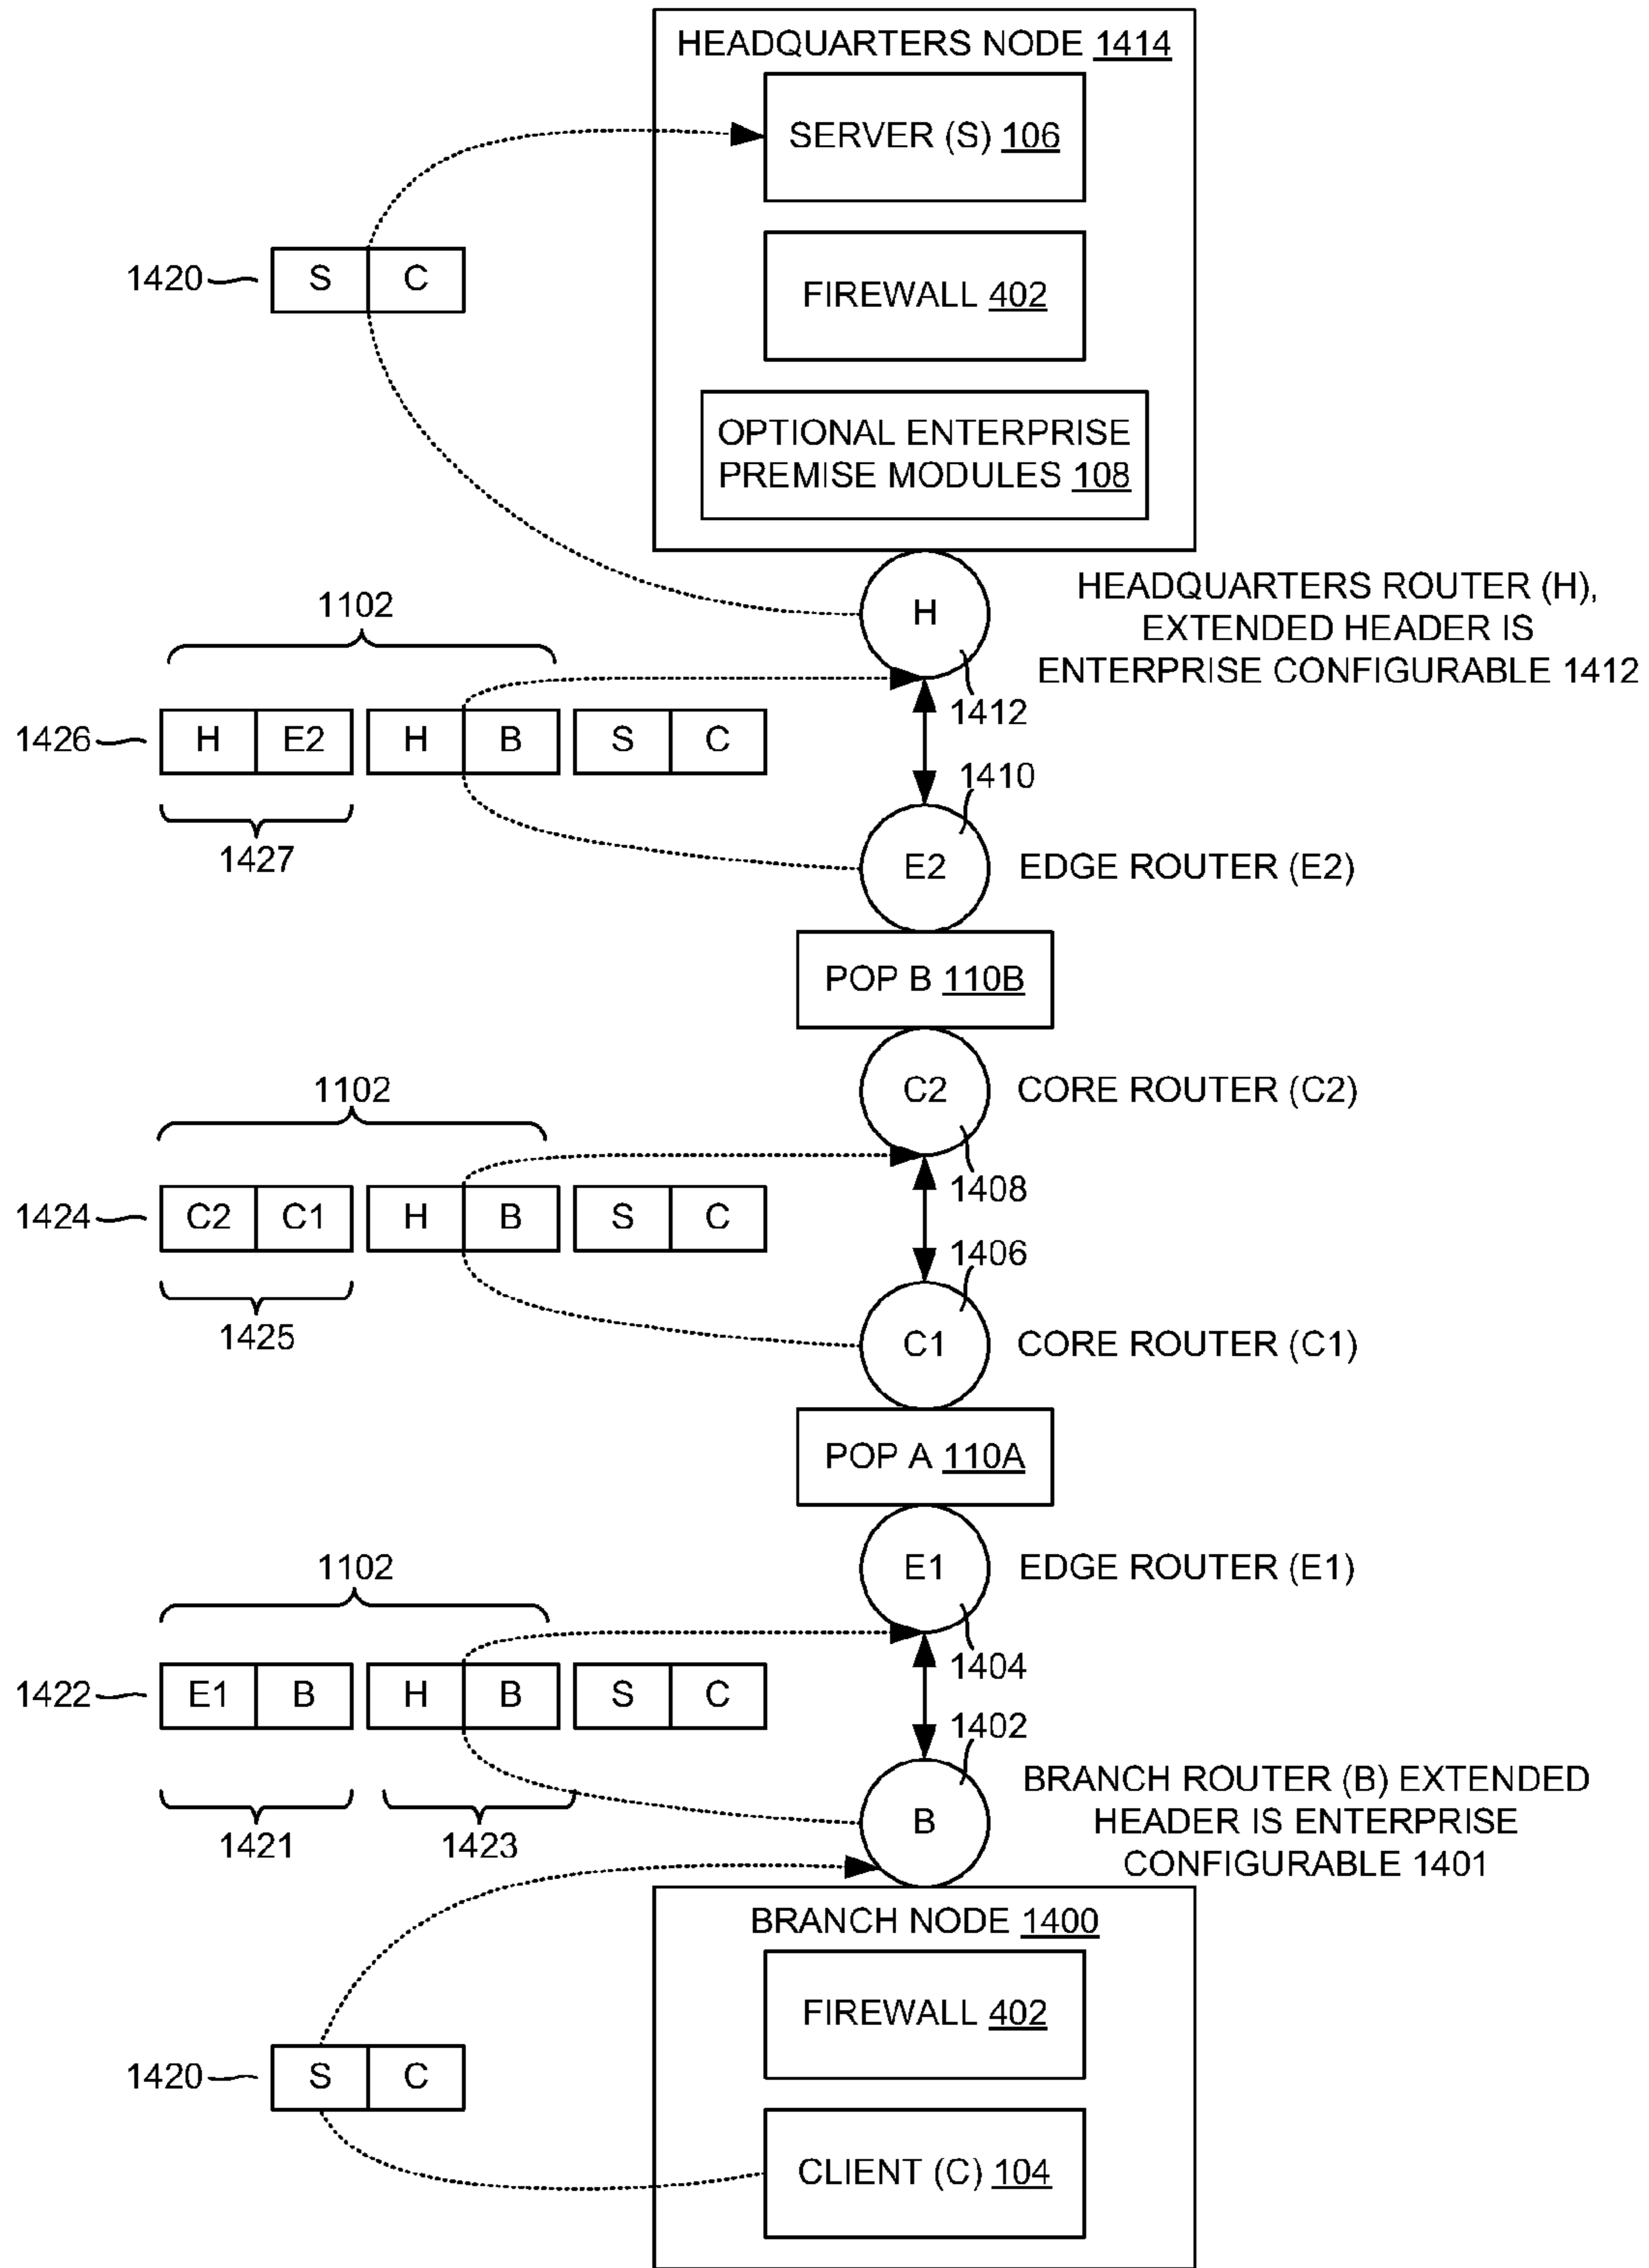 HEADQUARTERS NODE 1414
SERVER (S) 106
1420
S C
FIREWALL 402
OPTIONAL ENTERPRISE
PREMISE MODULES 108
H
HEADQUARTERS ROUTER (H),
EXTENDED HEADER IS
ENTERPRISE CONFIGURABLE 1412
1102
1412
1426
H E2 H B S C
1410
1427
E2
EDGE ROUTER (E2)
POP B 110B
C2
CORE ROUTER (C2)
1102
1408
1424
C2 C1 H B S C
1406
1425
C1
CORE ROUTER (C1)
POP A 110A
E1
EDGE ROUTER (E1)
1102
1404
1422
E1 B H B S C
1402
1421
1423
B
BRANCH ROUTER (B) EXTENDED
HEADER IS ENTERPRISE
CONFIGURABLE 1401
BRANCH NODE 1400
FIREWALL 402
1420
S C
CLIENT (C) 104